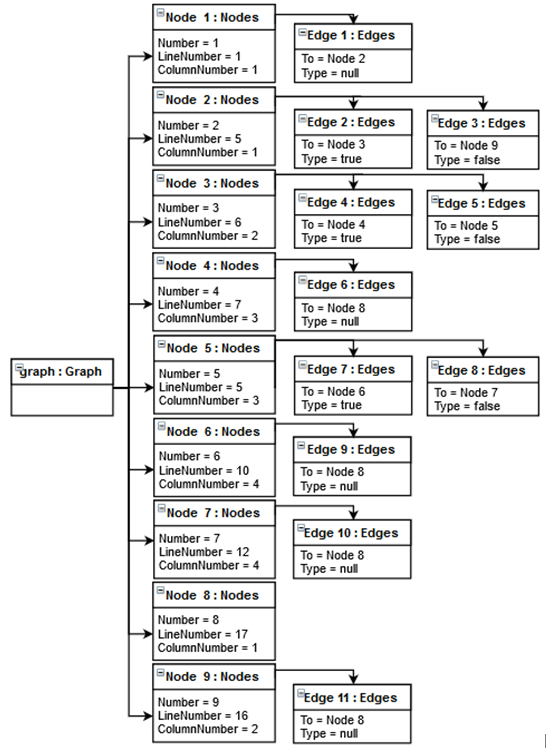 Node 1 : Nodes
Number = 1
LineNumber = 1
ColumnNumber = 1
Edge 1 : Edges
To = Node 2
Type = null
Node 2 : Nodes
Number = 2
LineNumber = 5
ColumnNumber = 1
Edge 2 : Edges
To = Node 3
Type = true
Edge 3 : Edges
To = Node 9
Type = false
Node 3 : Nodes
Number = 3
LineNumber = 6
ColumnNumber = 2
Edge 4 : Edges
To = Node 4
Type = true
Edge 5 : Edges
To = Node 5
Type = false
Node 4 : Nodes
Number = 4
LineNumber = 7
ColumnNumber = 3
Edge 6 : Edges
To = Node 8
Type = null
graph : Graph
Node 5 : Nodes
Number = 5
LineNumber = 5
ColumnNumber = 3
Edge 7 : Edges
To = Node 6
Type = true
Edge 8 : Edges
To = Node 7
Type = false
Node 6 : Nodes
Number = 6
LineNumber = 10
ColumnNumber = 4
Edge 9 : Edges
To = Node 8
Type = null
Node 7 : Nodes
Number = 7
LineNumber = 12
ColumnNumber = 4
Edge 10 : Edges
To = Node 8
Type = null
Node 8 : Nodes
Number = 8
LineNumber = 17
ColumnNumber = 1
Node 9 : Nodes
Number = 9
LineNumber = 16
ColumnNumber = 2
Edge 11 : Edges
To = Node 8
Type = null